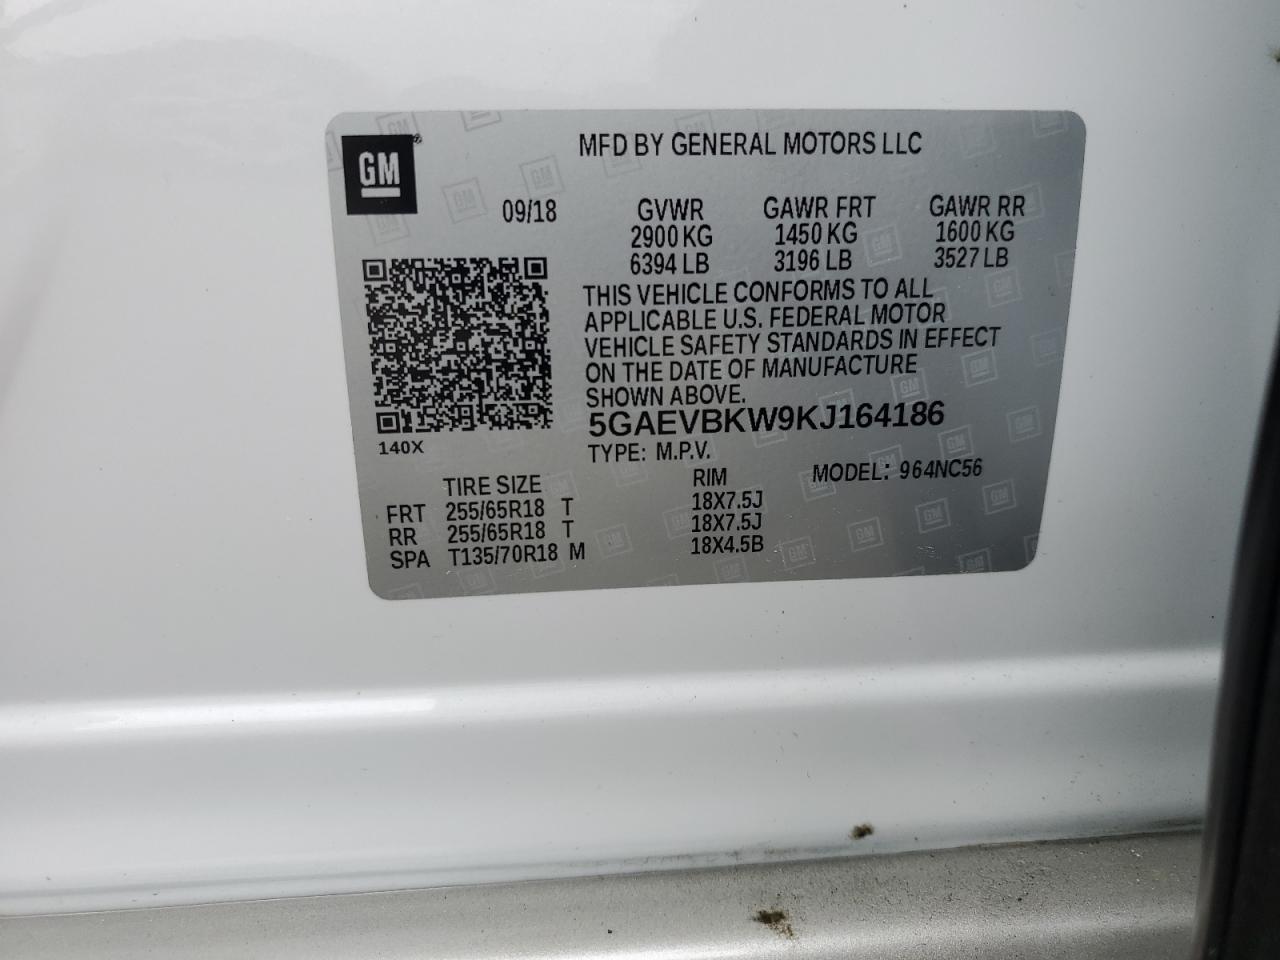 GM®
MFD BY GENERAL MOTORS LLC
09/18 GVWR GAWR FRT GAWR RR
2900 KG 1450 KG 1600 KG
6394 LB 3196 LB 3527 LB
THIS VEHICLE CONFORMS TO ALL
APPLICABLE U.S. FEDERAL MOTOR
VEHICLE SAFETY STANDARDS IN EFFECT
ON THE DATE OF MANUFACTURE
SHOWN ABOVE.
5GAEVBKW9KJ164186
140X
TYPE: M.P.V.
MODEL: 964NC56
TIRE SIZE RIM
FRT 255/65R18 T 18X7.5J
RR 255/65R18 T 18X7.5J
SPA T135/70R18 M 18X4.5B